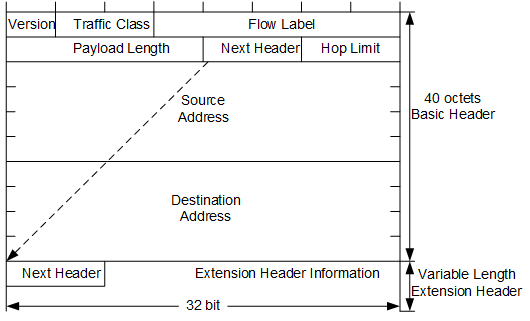 Version Traffic Class Flow Label
Payload Length Next Header Hop Limit
Source
Address
40 octets
Basic Header
Destination
Address
Next Header Extension Header Information
Variable Length
Extension Header
32 bit